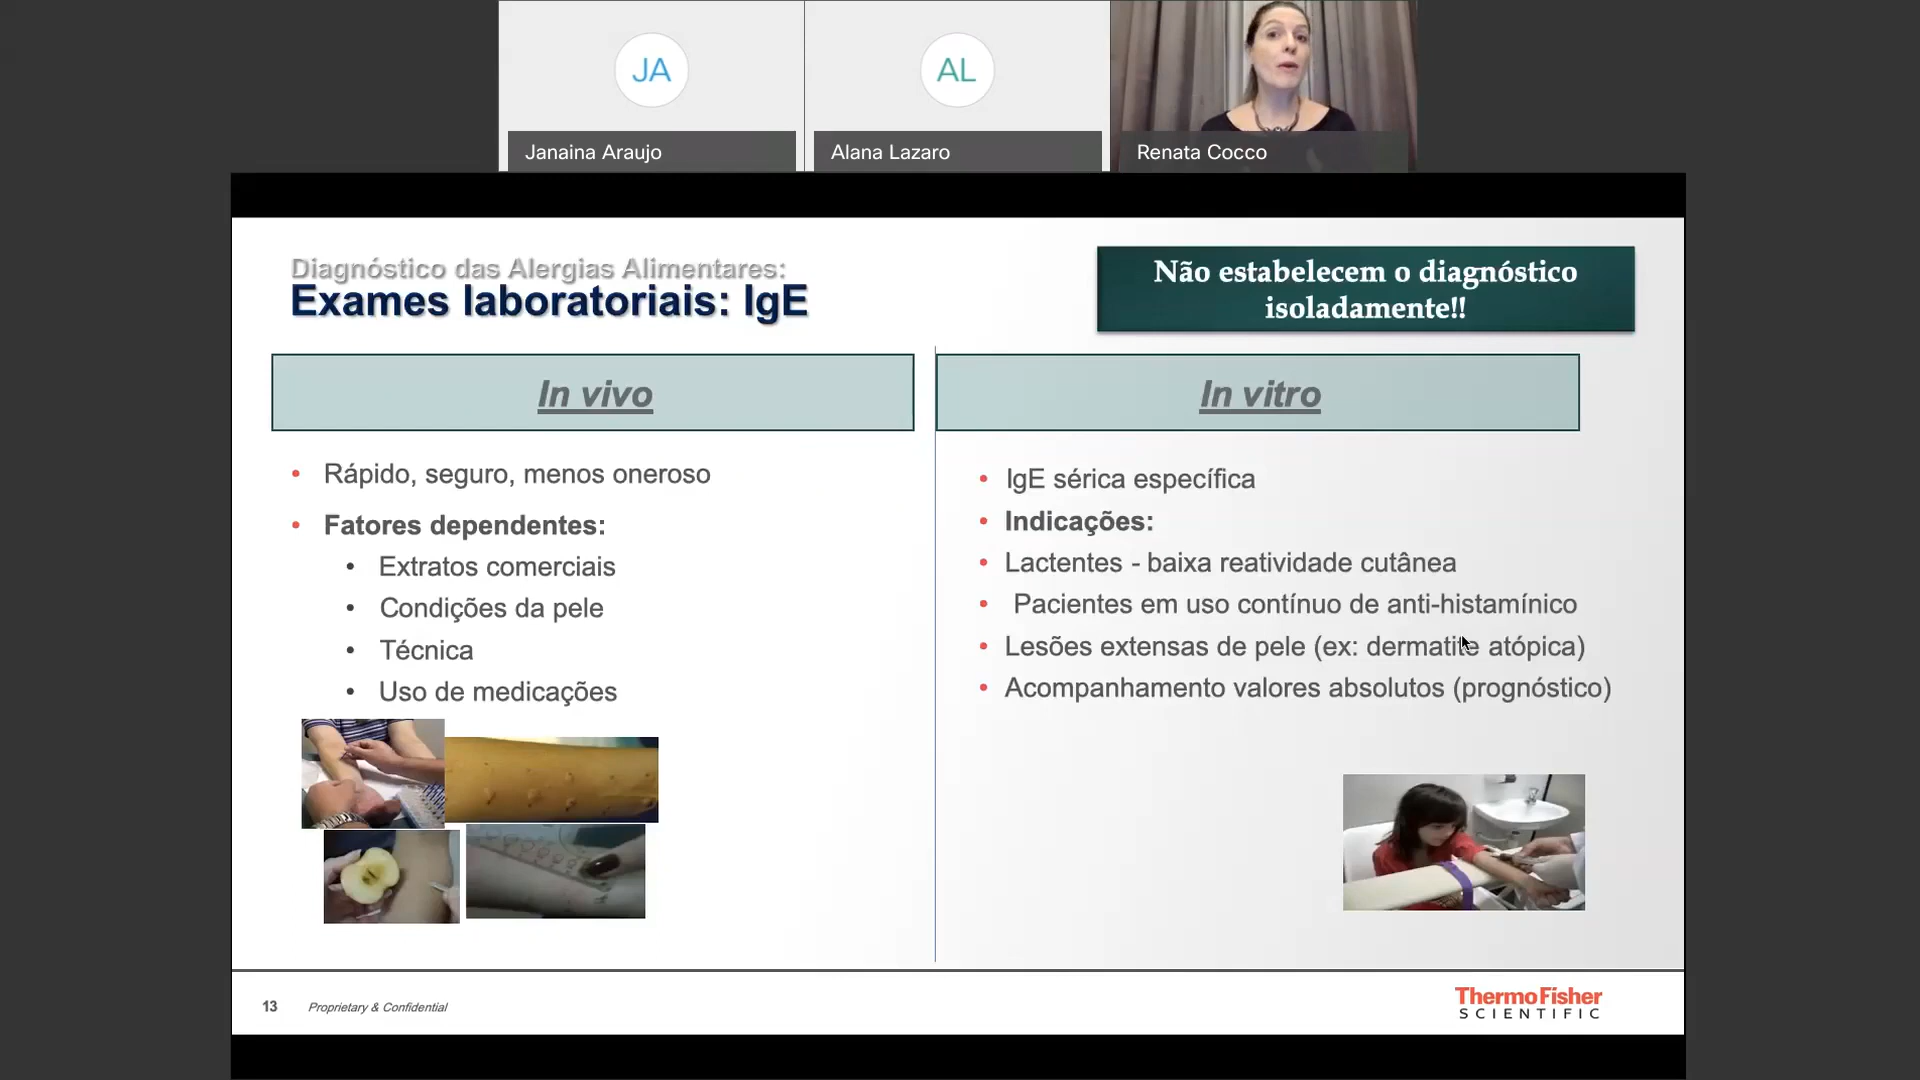 JA
AL
Janaina Araujo
Alana Lazaro
Renata Cocco
Diagnóstico das Alergias Alimentares:
Exames laboratoriais: IgE
Não estabelecem o diagnóstico
isoladamente!!
In vivo
Rápido, seguro, menos oneroso
Fatores dependentes:
Extratos comerciais
Condições da pele
Técnica
Uso de medicações
In vitro
IgE sérica específica
Indicações:
Lactentes - baixa reatividade cutânea
Pacientes em uso contínuo de anti-histamínico
Lesões extensas de pele (ex: dermatite atópica)
Acompanhamento valores absolutos (prognóstico)
13
Proprietary & Confidential
ThermoFisher
SCIENTIFIC